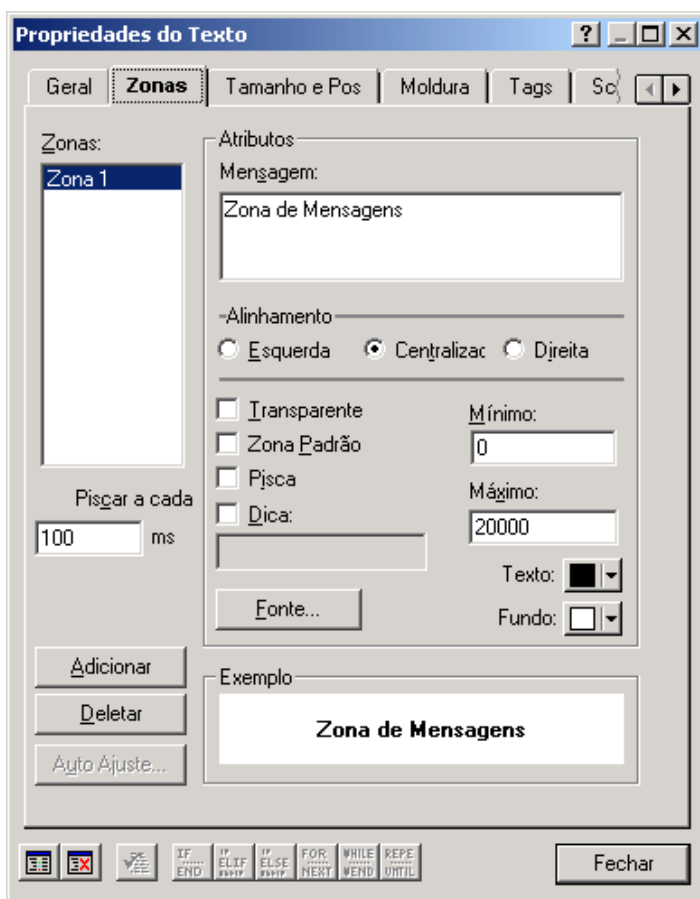 Propriedades do Texto
Geral Zonas Tamanho e Pos Moldura Tags Sc
Zonas:
Zona 1
Atributos
Mensagem:
Zona de Mensagens
Alinhamento
Esquerda Centralizac Direita
Transparente
Zona Padrão
Pisca
Dica:
Mínimo:
0
Máximo:
20000
Piscar a cada
100 ms
Texto:
Fonte...
Fundo:
Adicionar
Deletar
Auto Ajuste...
Exemplo
Zona de Mensagens
IF END
IF ELIF
IF ELSE
FOR NEXT
WHILE WEND
REPE UNTIL
Fechar